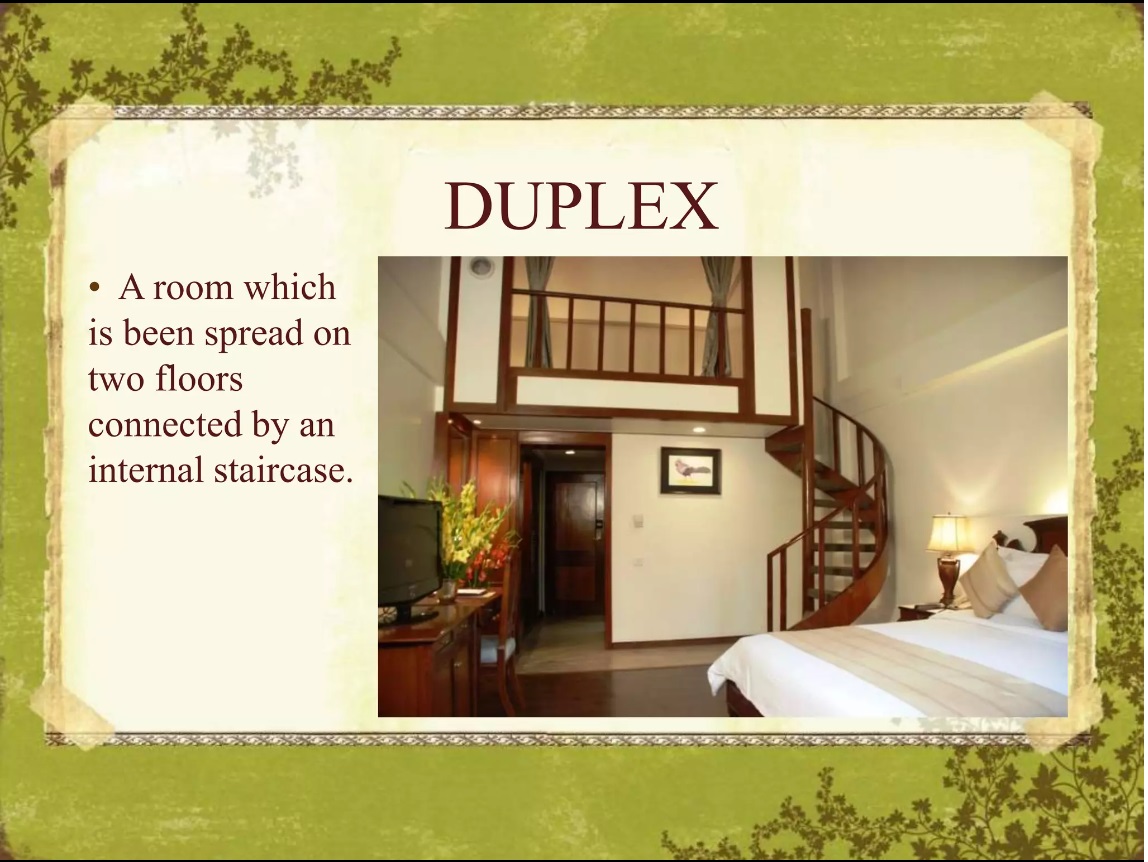 DUPLEX
• A room which
is been spread on
two floors
connected by an
internal staircase.